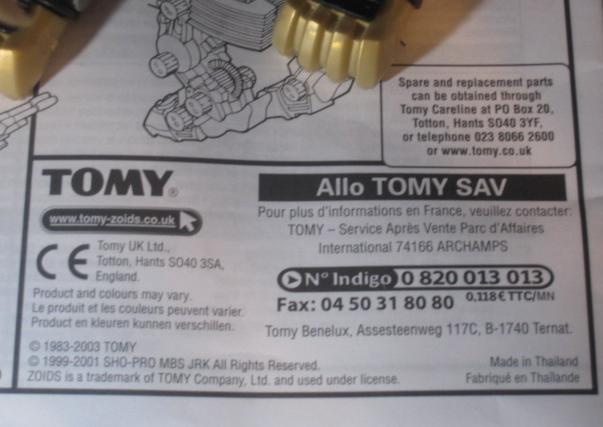 Spare and replacement parts
can be obtained through
Tomy Careline at PO Box 20,
Totton, Hants SO40 3YF,
or telephone 023 8066 2600
or www.tomy.co.uk
TOMY®
www.tomy-zoids.co.uk
CE
Tomy UK Ltd.,
Totton, Hants SO40 3SA,
England.
Product and colours may vary.
Le produit et les couleurs peuvent varier.
Product en kleuren kunnen verschillen.
© 1983-2003 TOMY
© 1999-2001 SHO-PRO MBS JRK All Rights Reserved.
ZOIDS is a trademark of TOMY Company, Ltd. and used under license.
Allo TOMY SAV
Pour plus d'informations en France, veuillez contacter:
TOMY – Service Après Vente Parc d'Affaires
International 74166 ARCHAMPS
N° Indigo 0 820 013 013
0,118 € TTC/MN
Fax: 04 50 31 80 80
Tomy Benelux, Assesteenweg 117C, B-1740 Ternat.
Made in Thailand
Fabriqué en Thaïlande